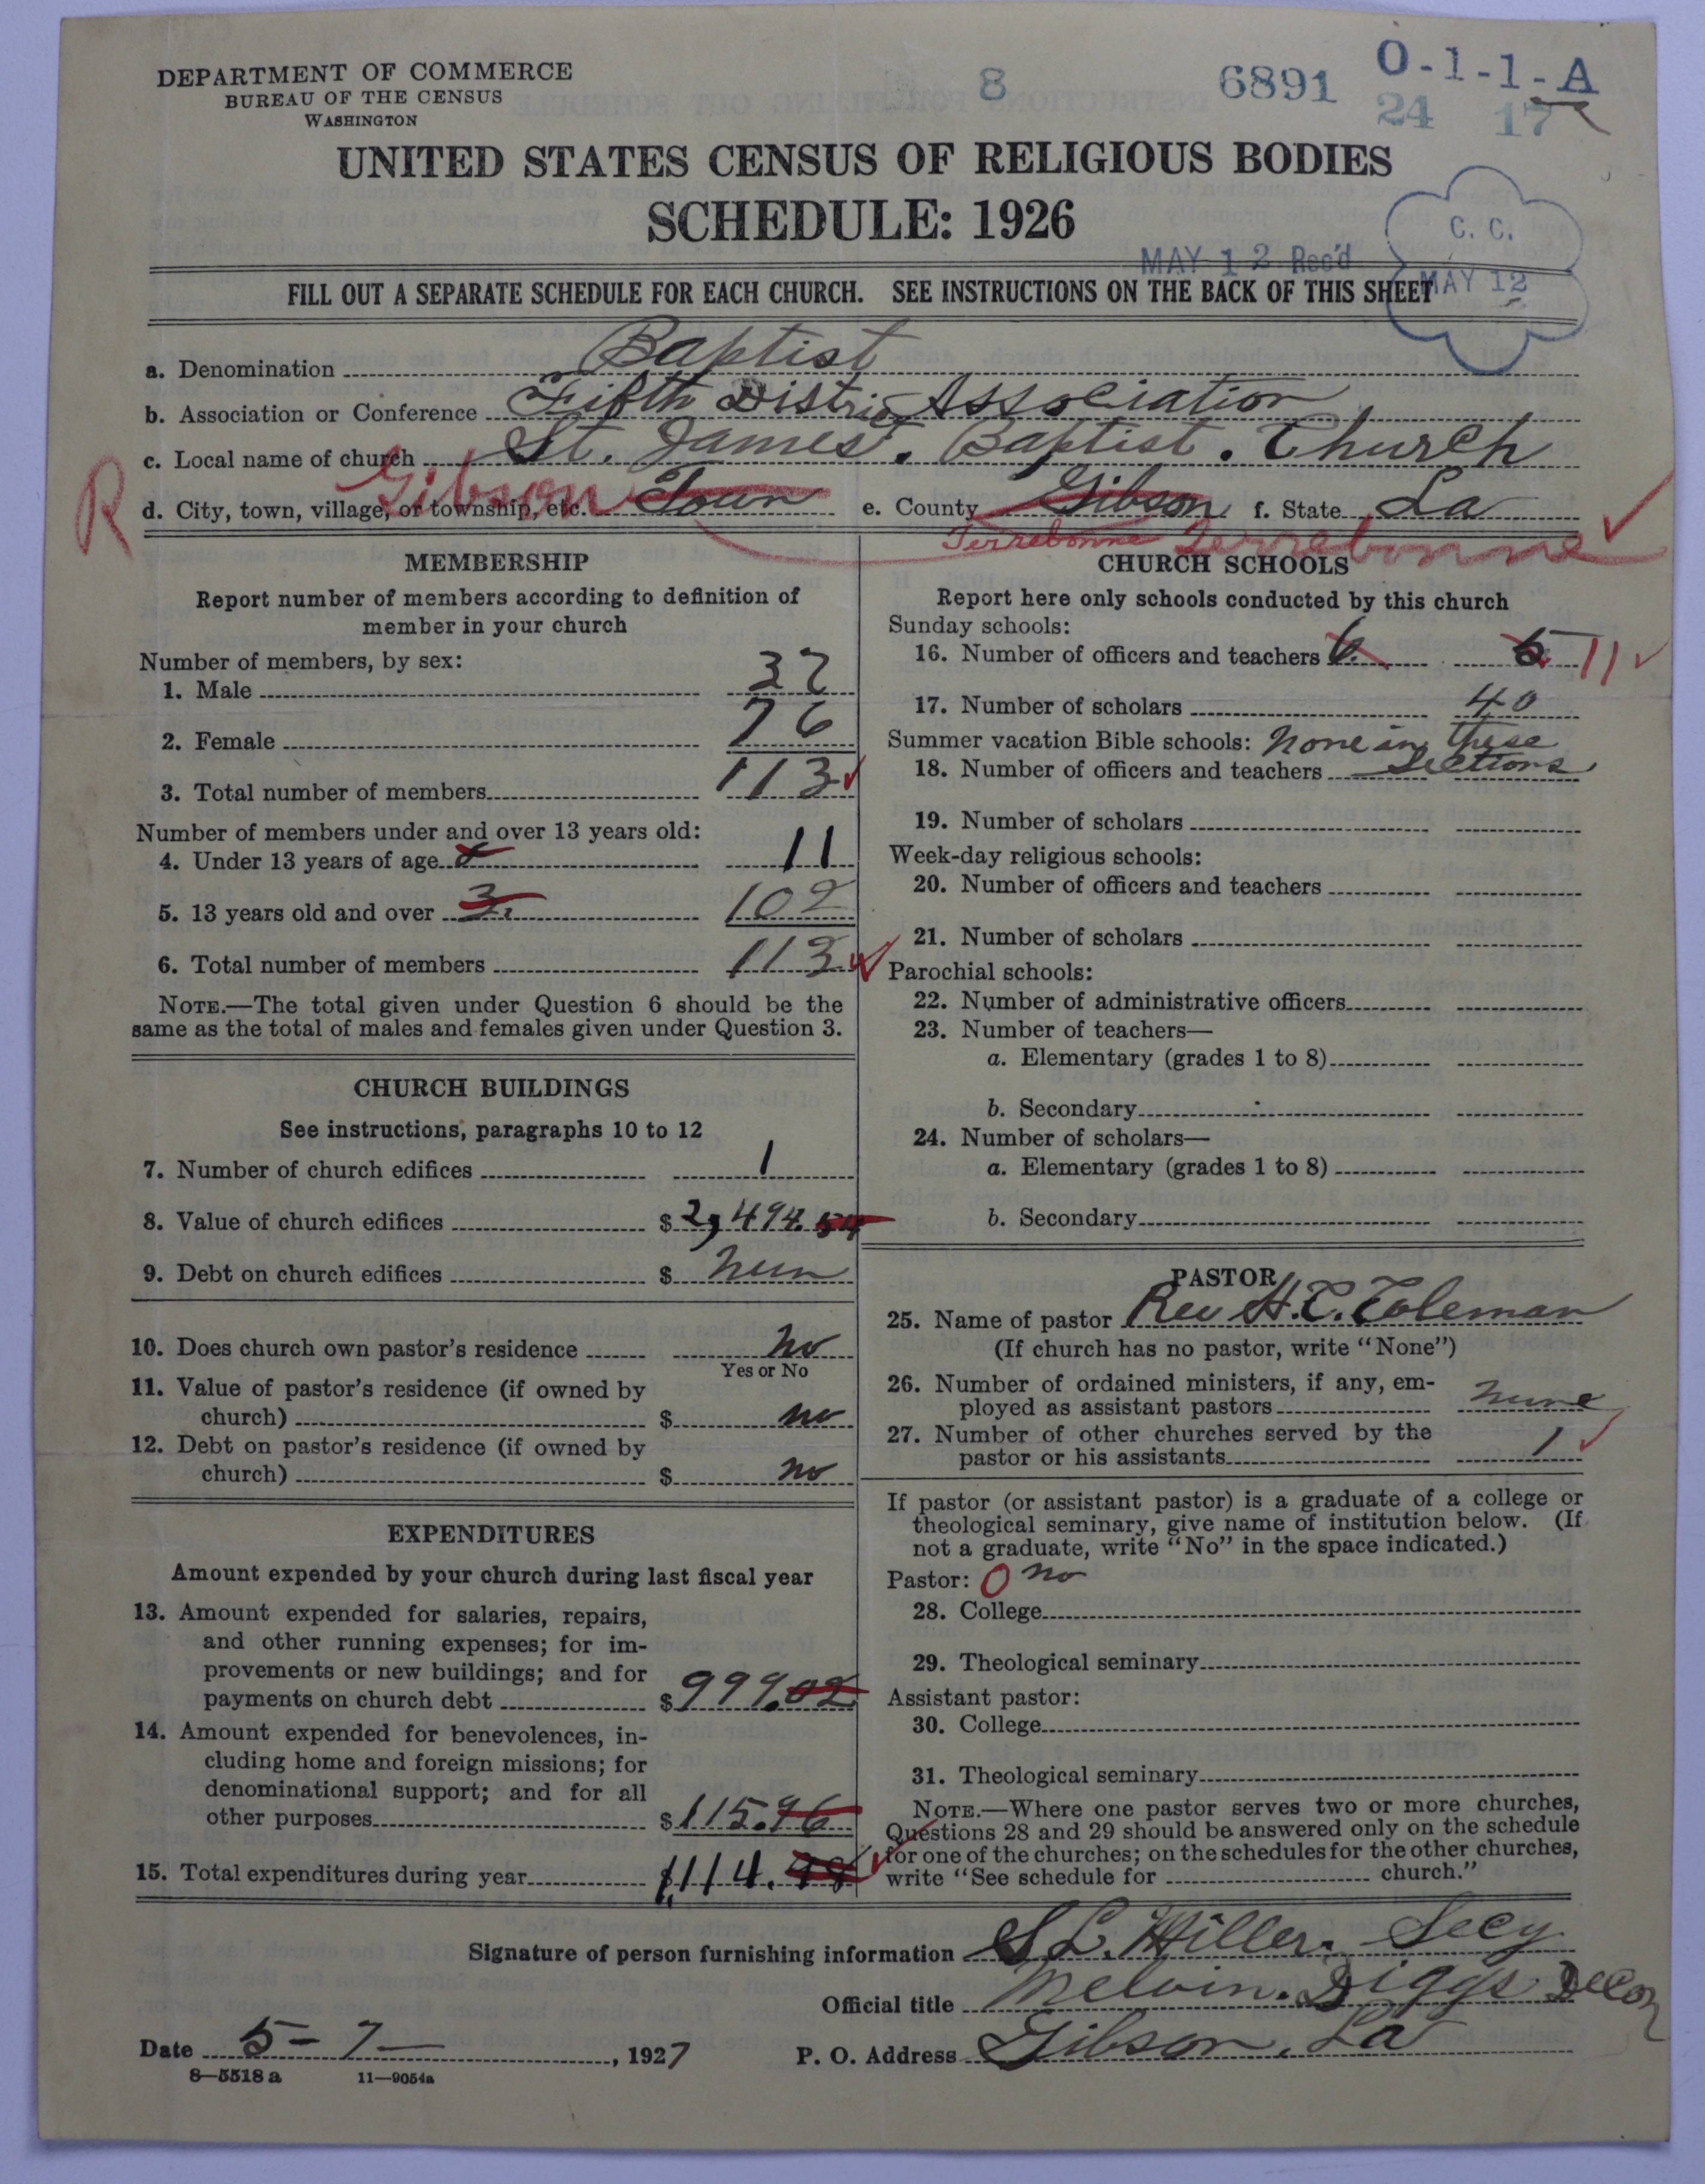 DEPARTMENT OF COMMERCE
BUREAU OF THE CENSUS
WASHINGTON
8 6891 O-1-1-A
24 17
UNITED STATES CENSUS OF RELIGIOUS BODIES
SCHEDULE: 1926
C. C.
MAY 12
MAY 12 Rec'd
FILL OUT A SEPARATE SCHEDULE FOR EACH CHURCH. SEE INSTRUCTIONS ON THE BACK OF THIS SHEET
a. Denomination Baptist
b. Association or Conference Fifth District Association
c. Local name of church St. James. Baptist. Church
R d. City, town, village, or township, etc. Gibson Town e. County Gibson f. State La
Terrebonne Terrebonne
MEMBERSHIP
Report number of members according to definition of
member in your church
Number of members, by sex:
1. Male 37
2. Female 76
3. Total number of members 113
Number of members under and over 13 years old:
4. Under 13 years of age 11
5. 13 years old and over 3. 102
6. Total number of members 113
NOTE.—The total given under Question 6 should be the
same as the total of males and females given under Question 3.
CHURCH BUILDINGS
See instructions, paragraphs 10 to 12
7. Number of church edifices 1
8. Value of church edifices $ 2,494.54
9. Debt on church edifices $ nun
10. Does church own pastor's residence no
Yes or No
11. Value of pastor's residence (if owned by
church) $ no
12. Debt on pastor's residence (if owned by
church) $ no
EXPENDITURES
Amount expended by your church during last fiscal year
13. Amount expended for salaries, repairs,
and other running expenses; for im-
provements or new buildings; and for
payments on church debt $ 999.02
14. Amount expended for benevolences, in-
cluding home and foreign missions; for
denominational support; and for all
other purposes $ 115.96
15. Total expenditures during year $ 1,114.98
CHURCH SCHOOLS
Report here only schools conducted by this church
Sunday schools:
16. Number of officers and teachers 6. 5 11
17. Number of scholars 40
Summer vacation Bible schools: none in these
18. Number of officers and teachers Sections
19. Number of scholars
Week-day religious schools:
20. Number of officers and teachers
21. Number of scholars
Parochial schools:
22. Number of administrative officers
23. Number of teachers—
a. Elementary (grades 1 to 8)
b. Secondary
24. Number of scholars—
a. Elementary (grades 1 to 8)
b. Secondary
PASTOR
25. Name of pastor Rev H. C. Coleman
(If church has no pastor, write "None")
26. Number of ordained ministers, if any, em-
ployed as assistant pastors none
27. Number of other churches served by the
pastor or his assistants 1
If pastor (or assistant pastor) is a graduate of a college or
theological seminary, give name of institution below. (If
not a graduate, write "No" in the space indicated.)
Pastor: O no
28. College
29. Theological seminary
Assistant pastor:
30. College
31. Theological seminary
NOTE.—Where one pastor serves two or more churches,
Questions 28 and 29 should be answered only on the schedule
for one of the churches; on the schedules for the other churches,
write "See schedule for church."
Signature of person furnishing information S L. Hiller. Secy
Official title Melvin. Diggs Decon
Date 5-7- , 1927 P. O. Address Gibson, La
8—5518 a 11—9054a